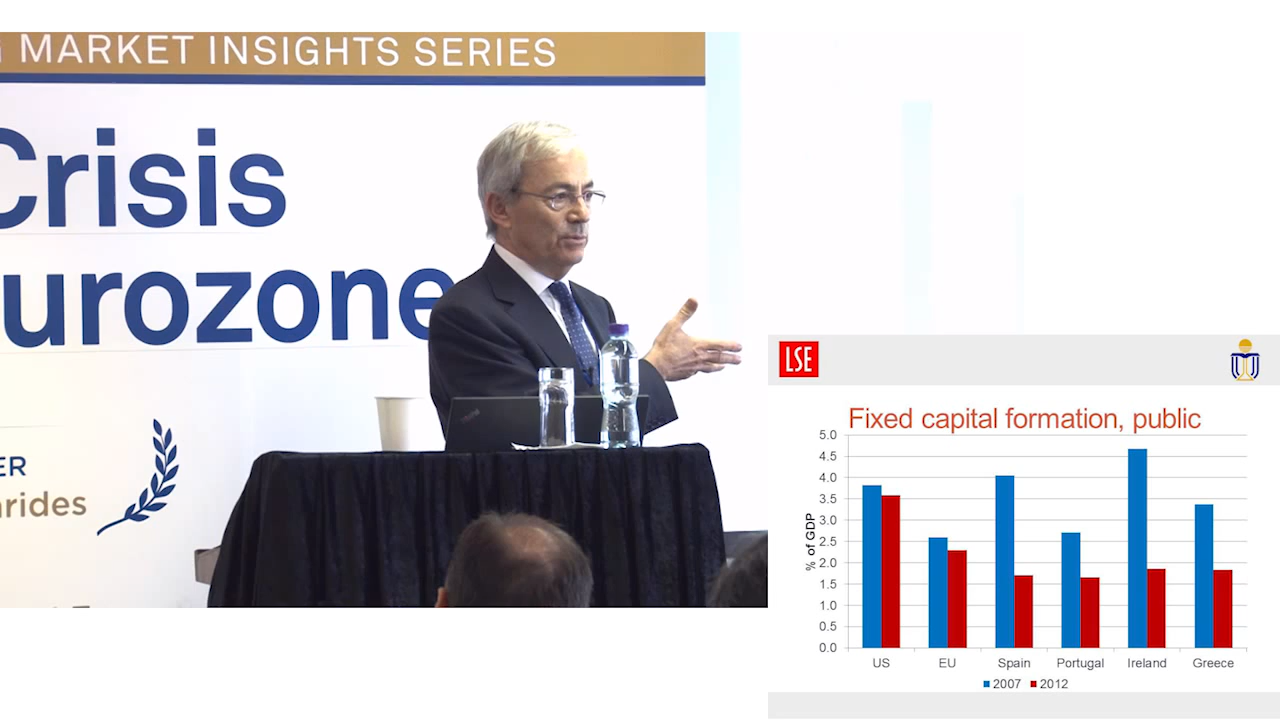 MARKET INSIGHTS SERIES
Crisis
urozone
ER
rides
LSE
Fixed capital formation, public
% of GDP
5.0
4.5
4.0
3.5
3.0
2.5
2.0
1.5
1.0
0.5
0.0
US EU Spain Portugal Ireland Greece
2007 2012